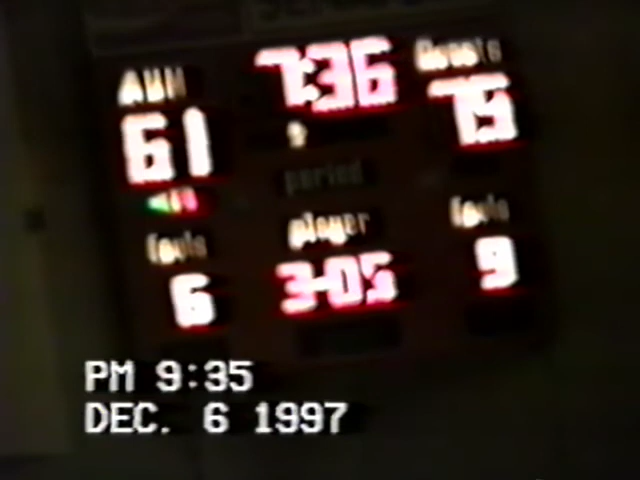 7:36
AUM Guests
61 75
period
fouls player fouls
6 3-05 9
PM 9:35
DEC. 6 1997